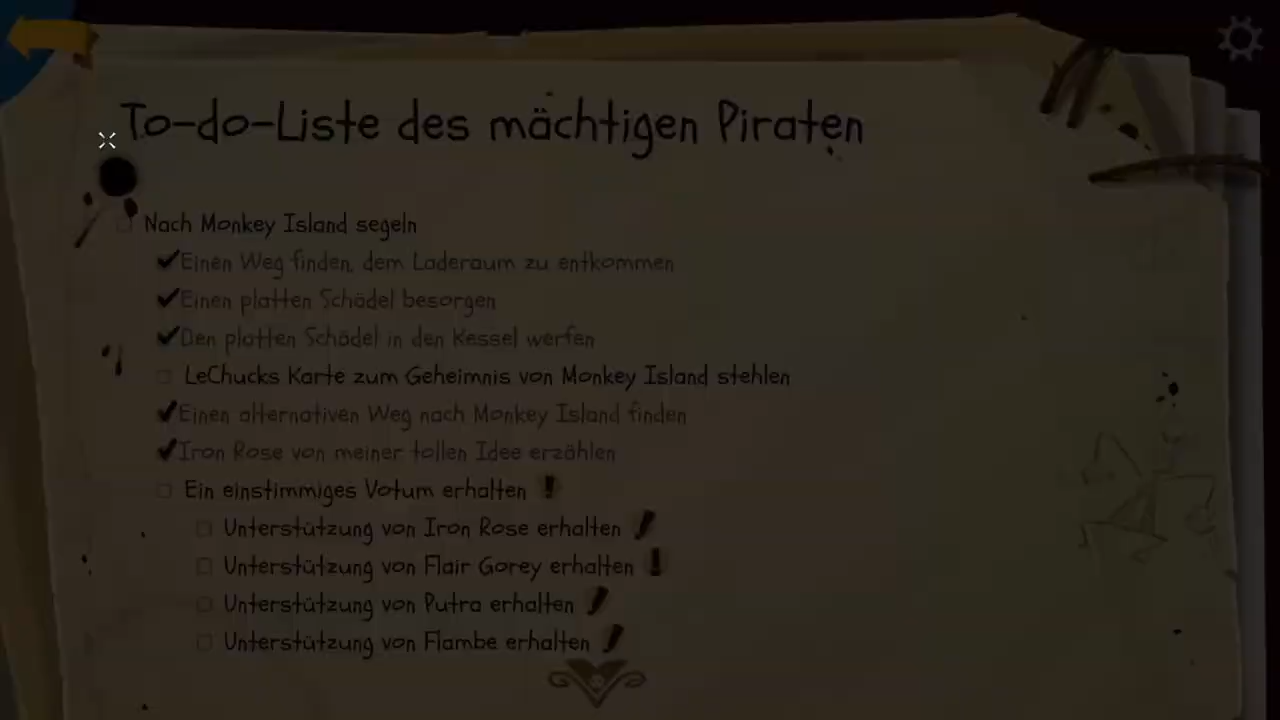 To-do-Liste des mächtigen Piraten
Nach Monkey Island segeln
Einen Weg finden, dem Laderaum zu entkommen
Einen platten Schädel besorgen
Den platten Schädel in den Kessel werfen
LeChucks Karte zum Geheimnis von Monkey Island stehlen
Einen alternativen Weg nach Monkey Island finden
Iron Rose von meiner tollen Idee erzählen
Ein einstimmiges Votum erhalten !
Unterstützung von Iron Rose erhalten !
Unterstützung von Flair Gorey erhalten !
Unterstützung von Putra erhalten !
Unterstützung von Flambe erhalten !